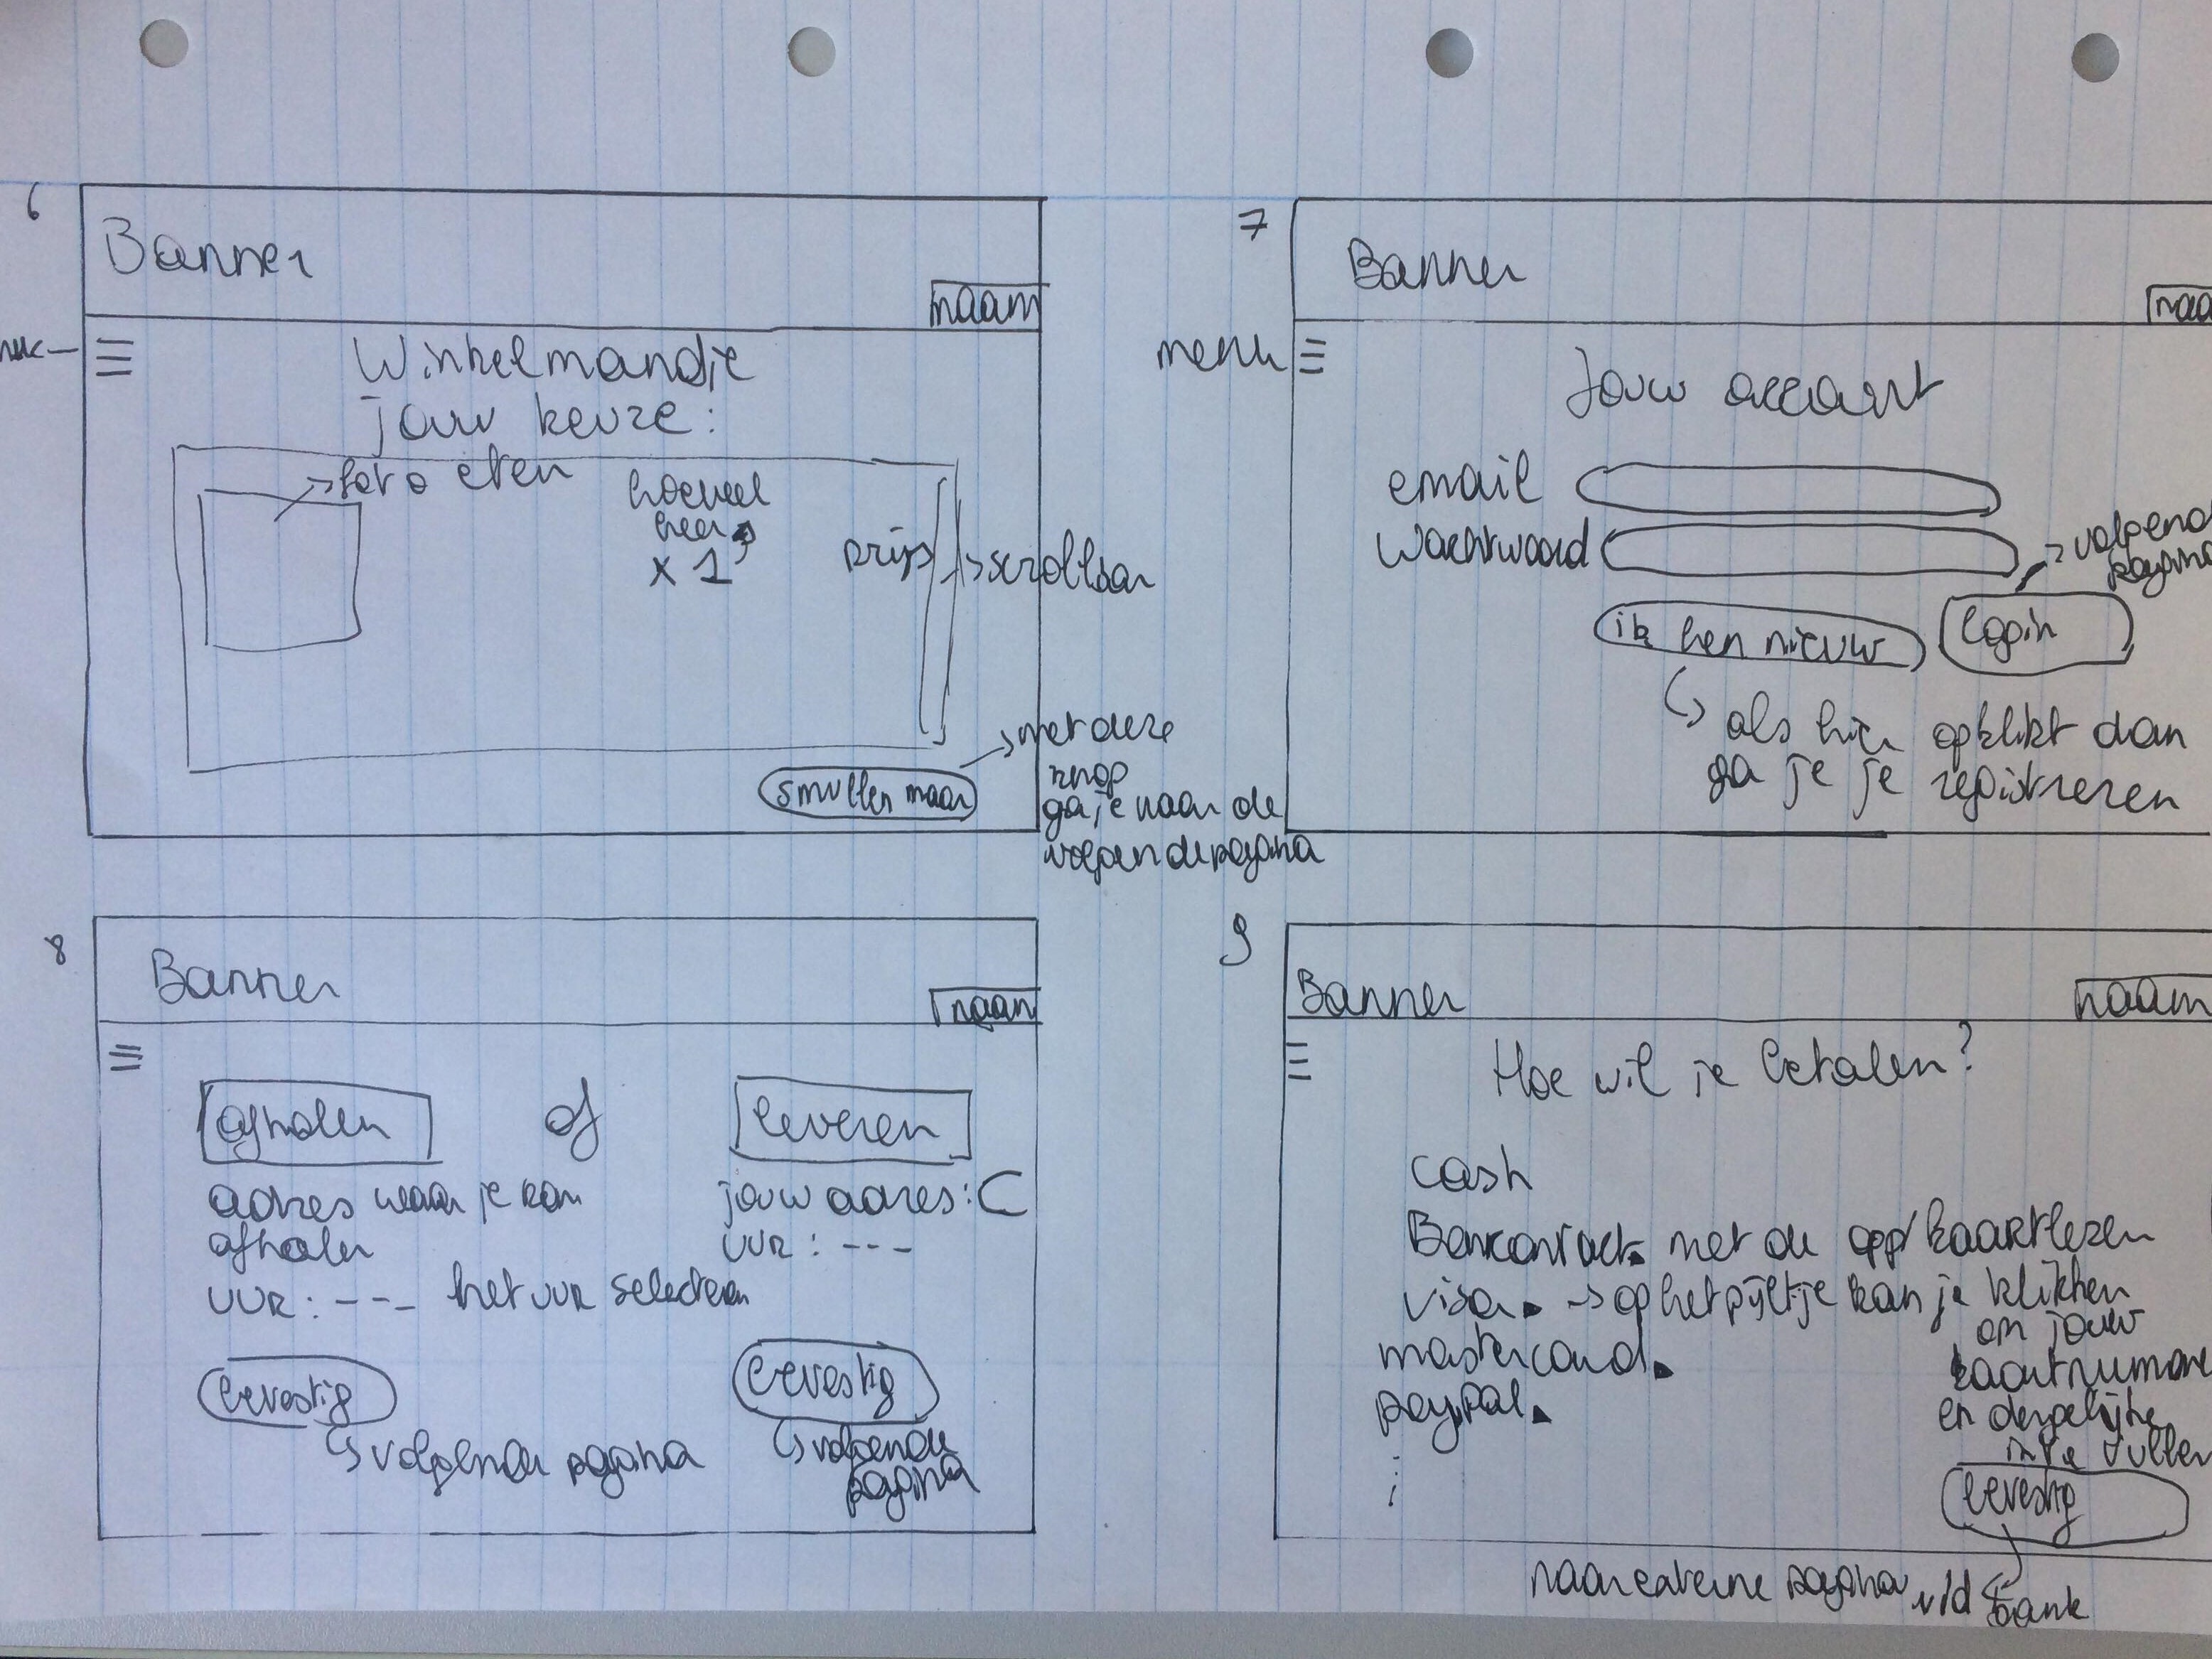 6
Banner
naam
Winkelmandje
jouw keuze:
foto eten
hoeveel
keer
x 1
prijs
scrollbar
smullen maar
met deze
knop
ga je naar de
volgende pagina
7
Banner
naa
menu
Jouw account
email
wachtwoord
volgend
pagina
ik ben nieuw
login
als hier op klikt dan
ga je je registreren
8
Banner
naam
afhalen of leveren
adres waar je kan
afhalen
uur: --- het uur selecteren
jouw adres:
uur: ---
bevestig
volgende pagina
bevestig
volgende
pagina
9
Banner
naam
Hoe wil je betalen?
cash
Bancontact met de app/kaartlezer
visa -> op het pijltje kan je klikken
om jouw
mastercard
kaartnumme
paypal
en dergelijke
in te vullen
bevestig
naar externe pagina v/d bank